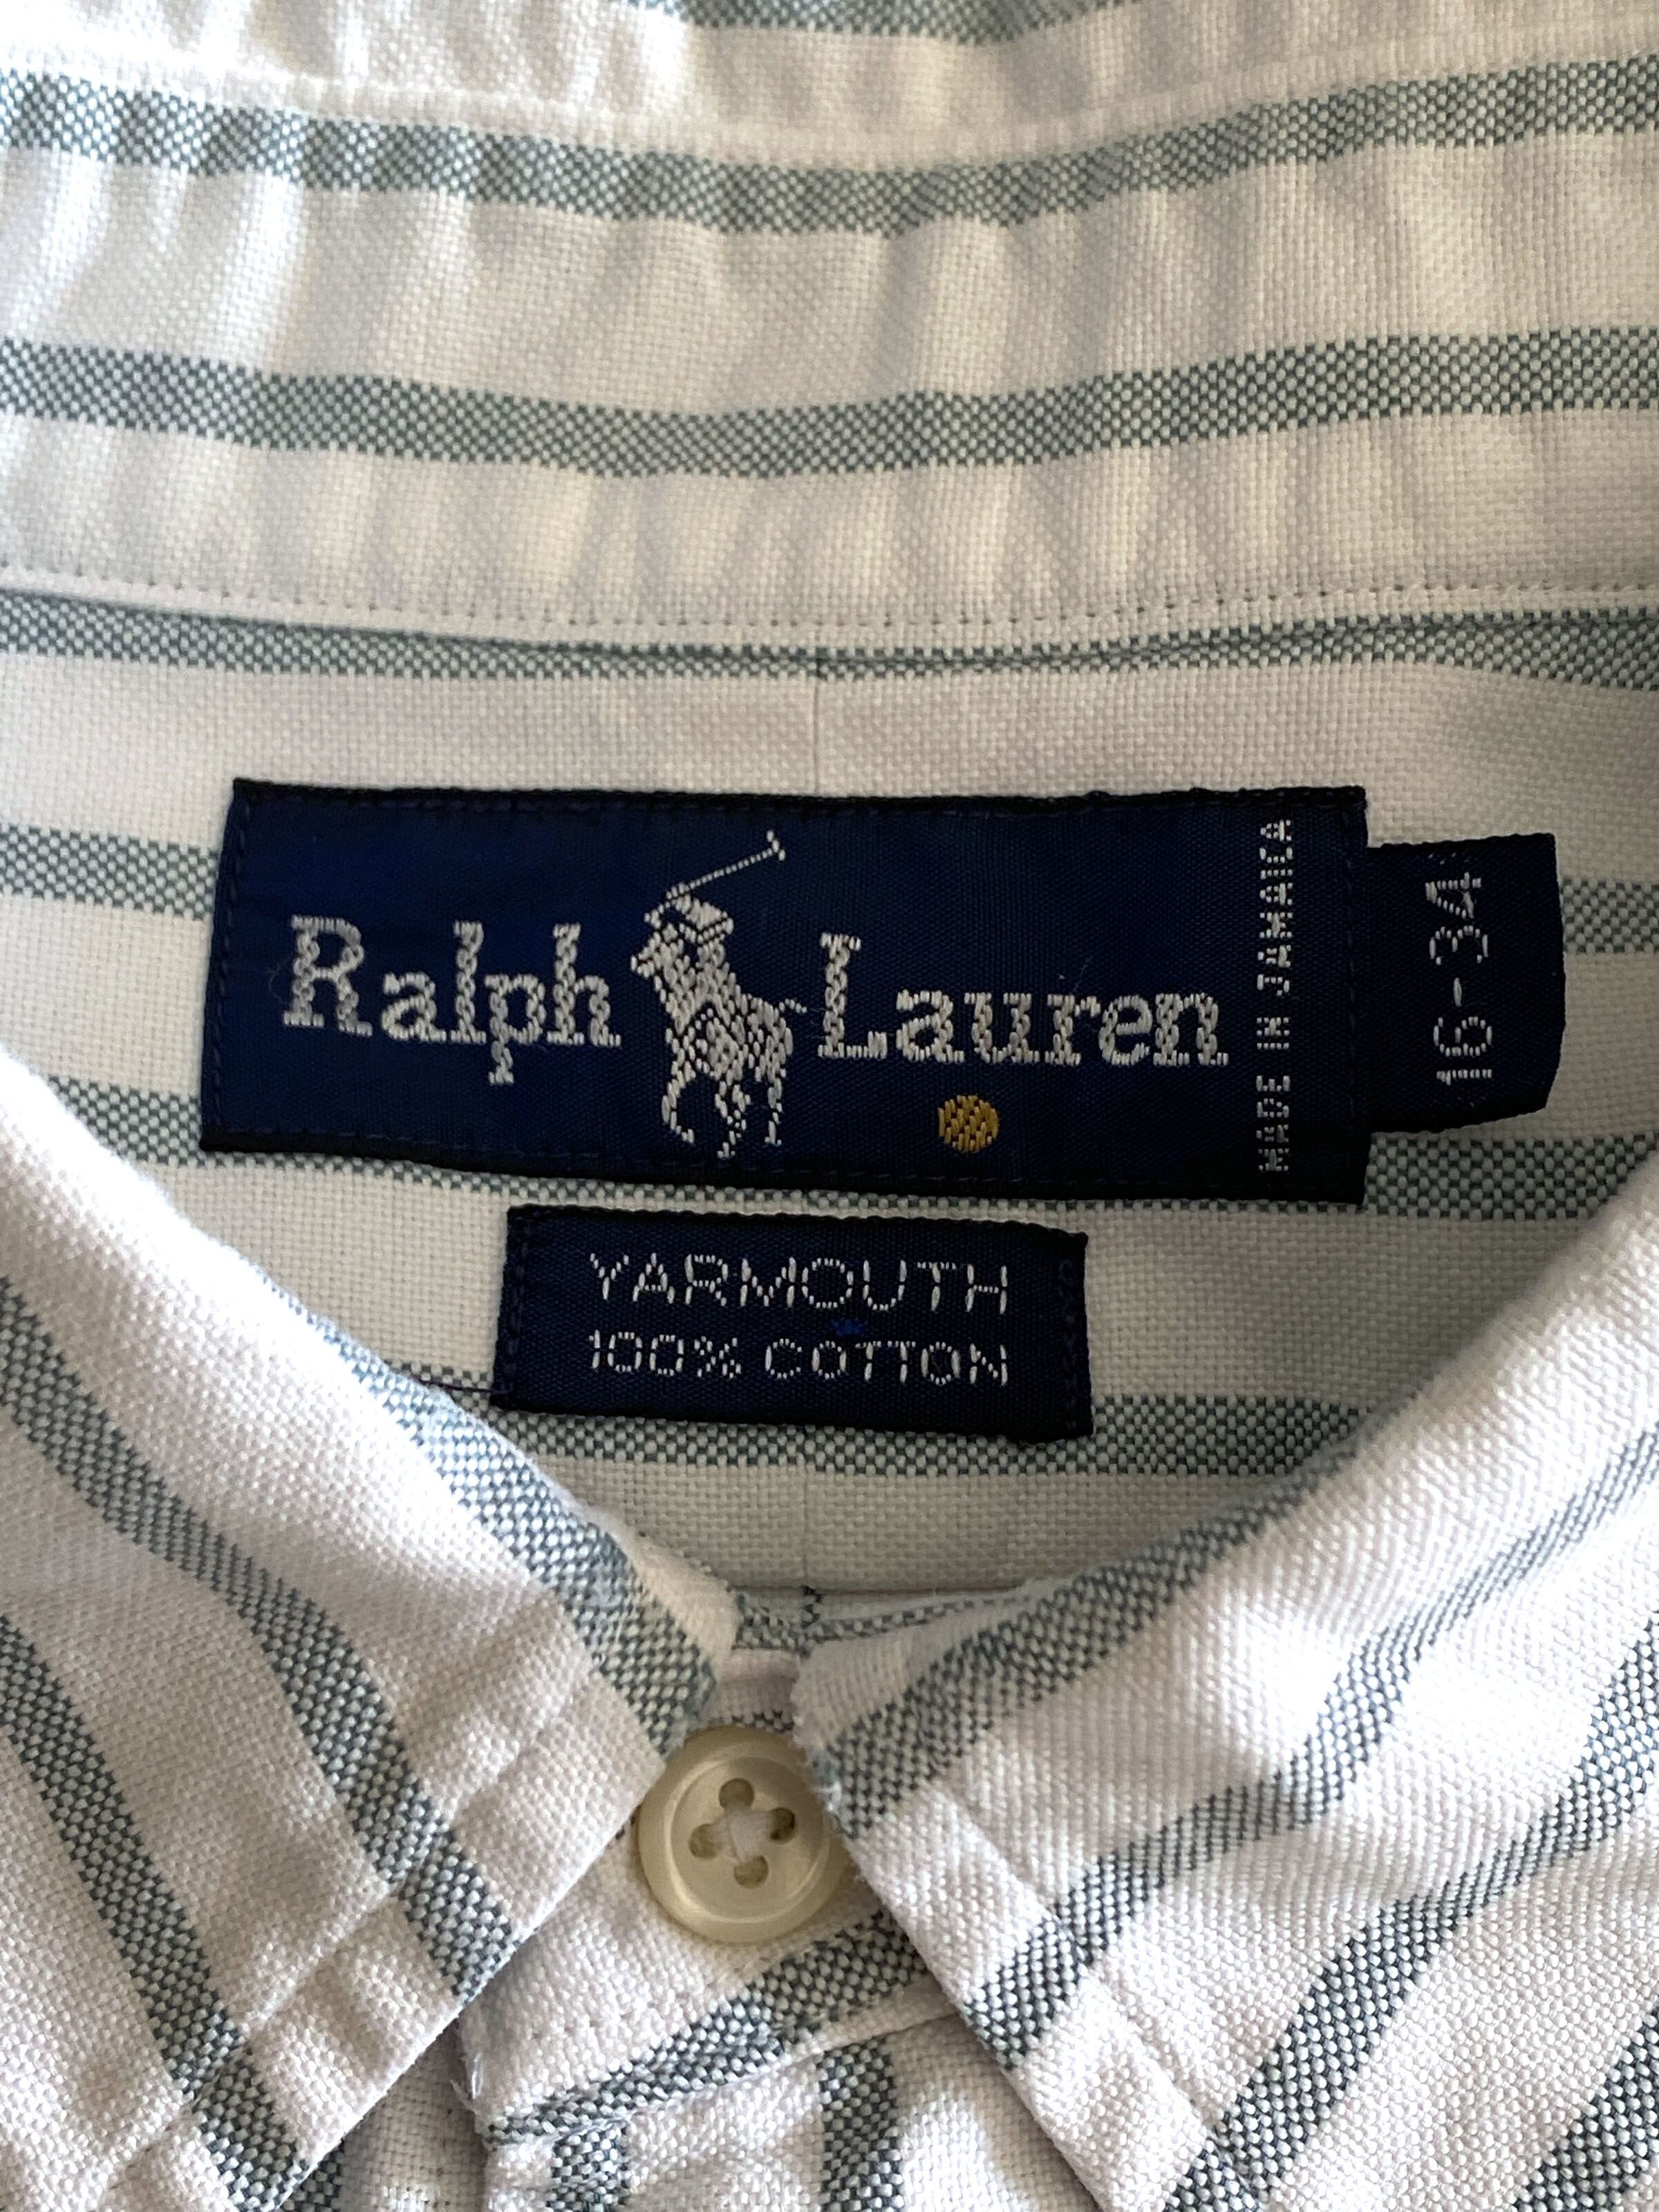 Ralph Lauren
MADE IN JAMAICA
16-34
YARMOUTH
100% COTTON